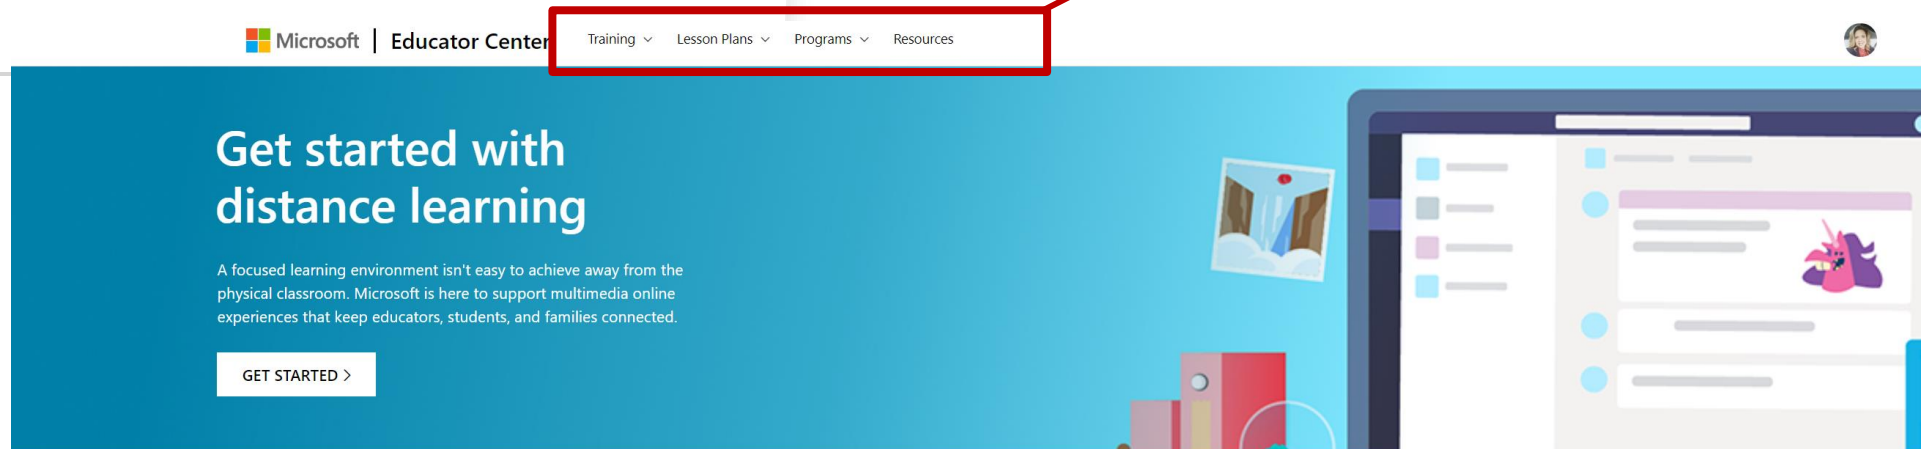 Microsoft | Educator Center Training Lesson Plans Programs Resources
Get started with
distance learning
A focused learning environment isn't easy to achieve away from the
physical classroom. Microsoft is here to support multimedia online
experiences that keep educators, students, and families connected.
GET STARTED >